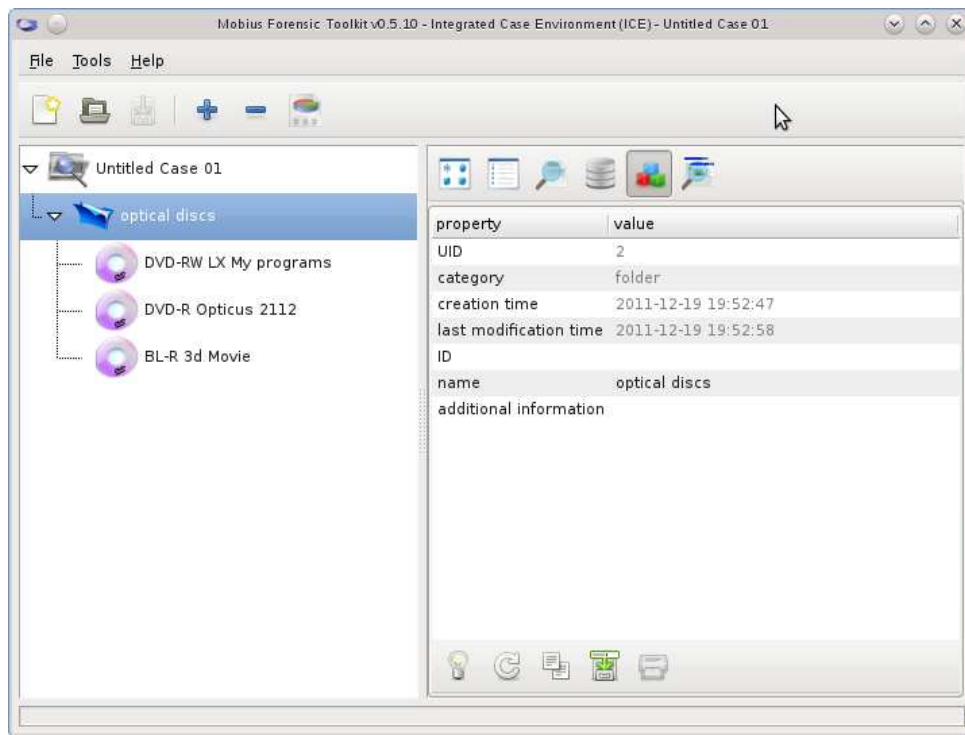 Mobius Forensic Toolkit v0.5.10 - Integrated Case Environment (ICE) - Untitled Case 01
File Tools Help
Untitled Case 01
optical discs
DVD-RW LX My programs
DVD-R Opticus 2112
BL-R 3d Movie
property value
UID 2
category folder
creation time 2011-12-19 19:52:47
last modification time 2011-12-19 19:52:58
ID
name optical discs
additional information